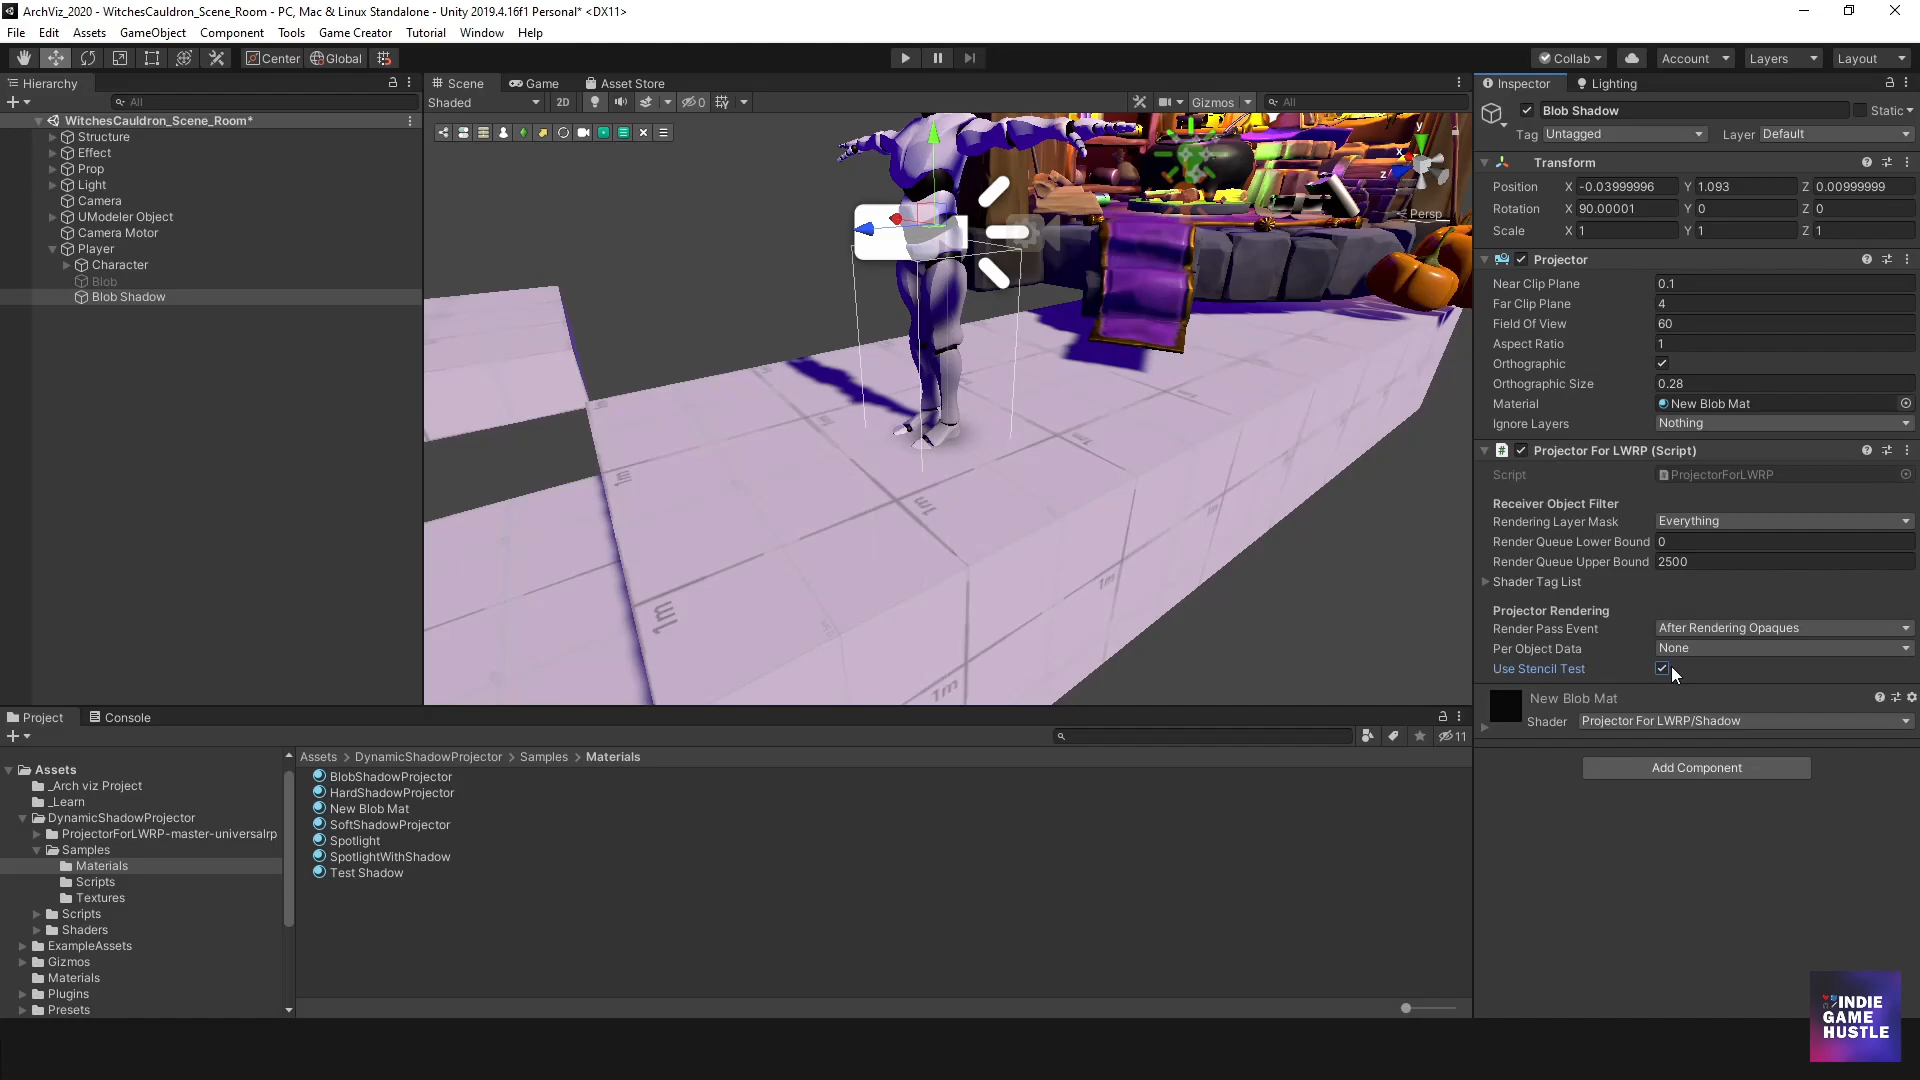 ArchViz_2020 - WitchesCauldron_Scene_Room - PC, Mac & Linux Standalone - Unity 2019.4.16f1 Personal* <DX11>
File Edit Assets GameObject Component Tools Game Creator Tutorial Window Help
Center Global Collab Account Layers Layout
Hierarchy
All
WitchesCauldron_Scene_Room*
Structure
Effect
Prop
Light
Camera
UModeler Object
Camera Motor
Player
Character
Blob
Blob Shadow
Scene Game Asset Store
Shaded 2D 0 Gizmos All
y
x
z
Persp
1m
1m
1m
1m
1m
1m
Inspector Lighting
Blob Shadow Static
Tag Untagged Layer Default
Transform
Position X -0.03999996 Y 1.093 Z 0.00999999
Rotation X 90.00001 Y 0 Z 0
Scale X 1 Y 1 Z 1
Projector
Near Clip Plane 0.1
Far Clip Plane 4
Field Of View 60
Aspect Ratio 1
Orthographic
Orthographic Size 0.28
Material New Blob Mat
Ignore Layers Nothing
Projector For LWRP (Script)
Script ProjectorForLWRP
Receiver Object Filter
Rendering Layer Mask Everything
Render Queue Lower Bound 0
Render Queue Upper Bound 2500
Shader Tag List
Projector Rendering
Render Pass Event After Rendering Opaques
Per Object Data None
Use Stencil Test
New Blob Mat
Shader Projector For LWRP/Shadow
Add Component
Project Console
11
Assets
_Arch viz Project
_Learn
DynamicShadowProjector
ProjectorForLWRP-master-universalrp
Samples
Materials
Scripts
Textures
Scripts
Shaders
ExampleAssets
Gizmos
Materials
Plugins
Presets
Assets > DynamicShadowProjector > Samples > Materials
BlobShadowProjector
HardShadowProjector
New Blob Mat
SoftShadowProjector
Spotlight
SpotlightWithShadow
Test Shadow
INDIE
GAME
HUSTLE